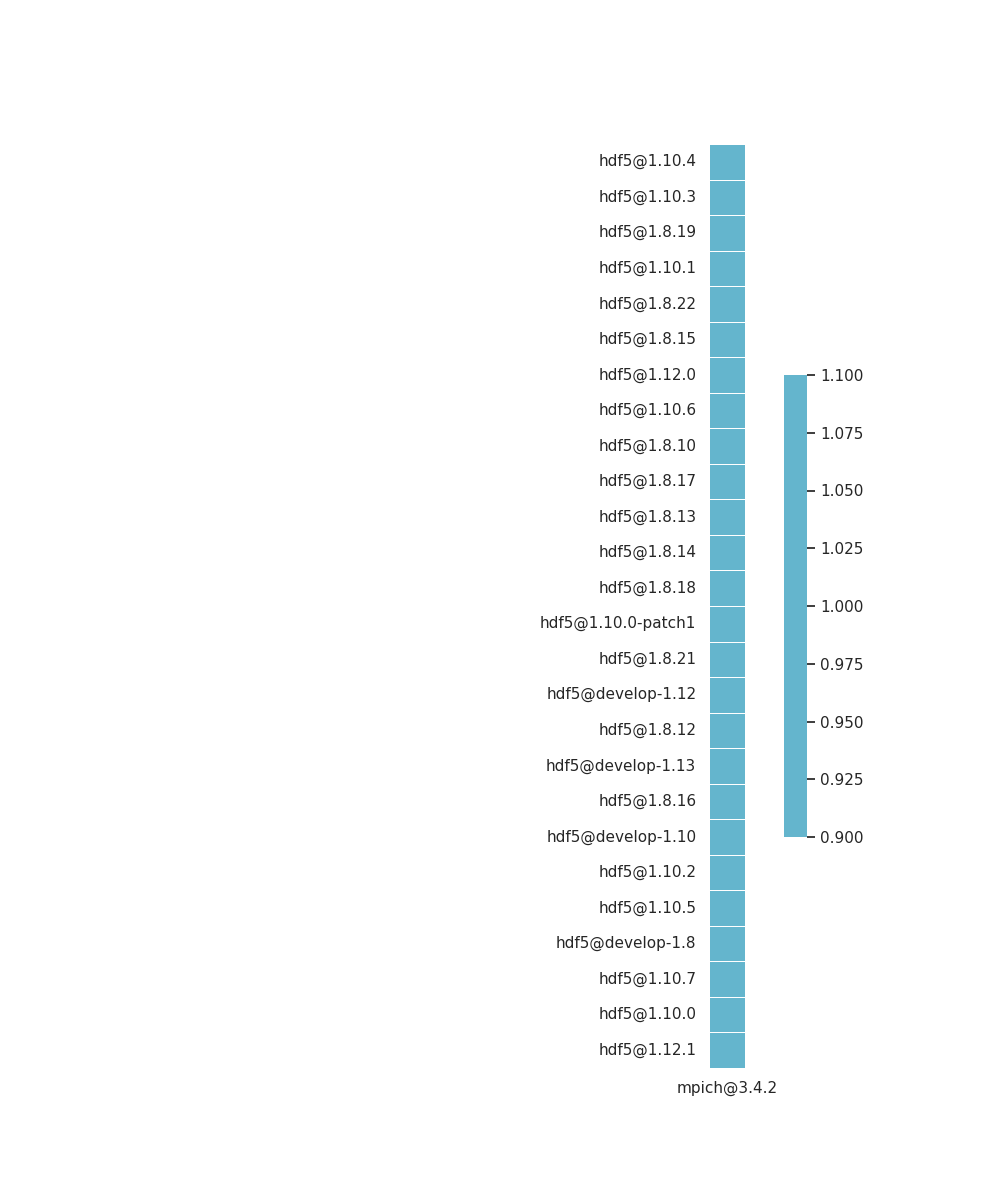 hdf5@1.10.4
hdf5@1.10.3
hdf5@1.8.19
hdf5@1.10.1
hdf5@1.8.22
hdf5@1.8.15
hdf5@1.12.0
hdf5@1.10.6
hdf5@1.8.10
hdf5@1.8.17
hdf5@1.8.13
hdf5@1.8.14
hdf5@1.8.18
hdf5@1.10.0-patch1
hdf5@1.8.21
hdf5@develop-1.12
hdf5@1.8.12
hdf5@develop-1.13
hdf5@1.8.16
hdf5@develop-1.10
hdf5@1.10.2
hdf5@1.10.5
hdf5@develop-1.8
hdf5@1.10.7
hdf5@1.10.0
hdf5@1.12.1
mpich@3.4.2
1.100
1.075
1.050
1.025
1.000
0.975
0.950
0.925
0.900